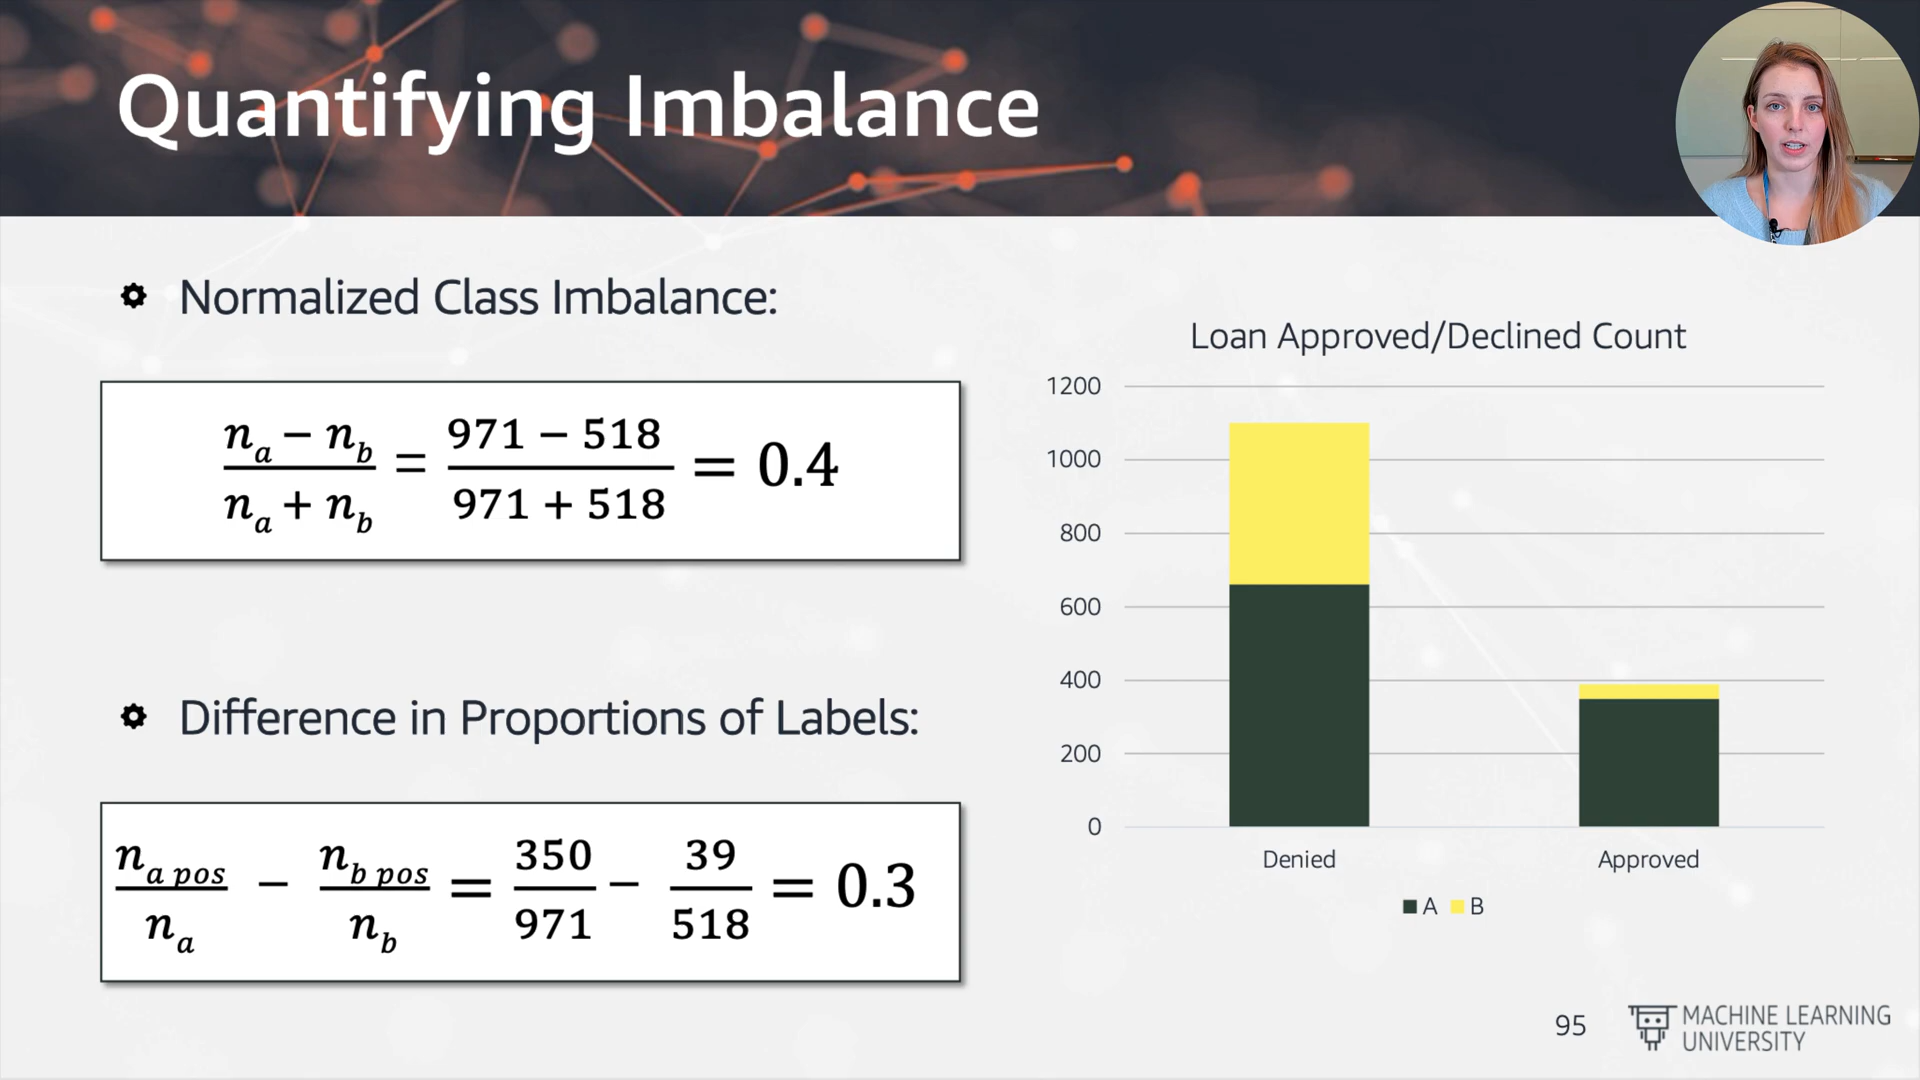 Quantifying Imbalance
Normalized Class Imbalance:
n_a − n_b / n_a + n_b = 971 − 518 / 971 + 518 = 0.4
Difference in Proportions of Labels:
n_a pos / n_a − n_b pos / n_b = 350 / 971 − 39 / 518 = 0.3
Loan Approved/Declined Count
1200
1000
800
600
400
200
0
Denied Approved
A B
95
MACHINE LEARNING
UNIVERSITY